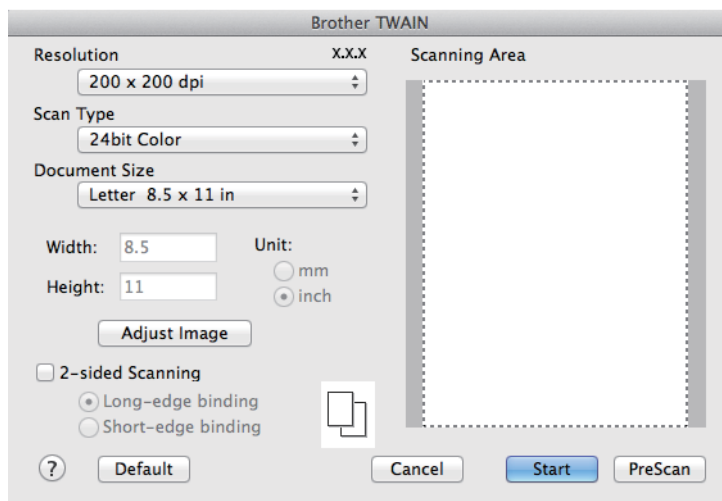 Brother TWAIN
Resolution X.X.X
200 x 200 dpi
Scan Type
24bit Color
Document Size
Letter  8.5 x 11 in
Width: 8.5
Height: 11
Unit:
mm
inch
Adjust Image
2-sided Scanning
Long-edge binding
Short-edge binding
Scanning Area
? Default Cancel Start PreScan